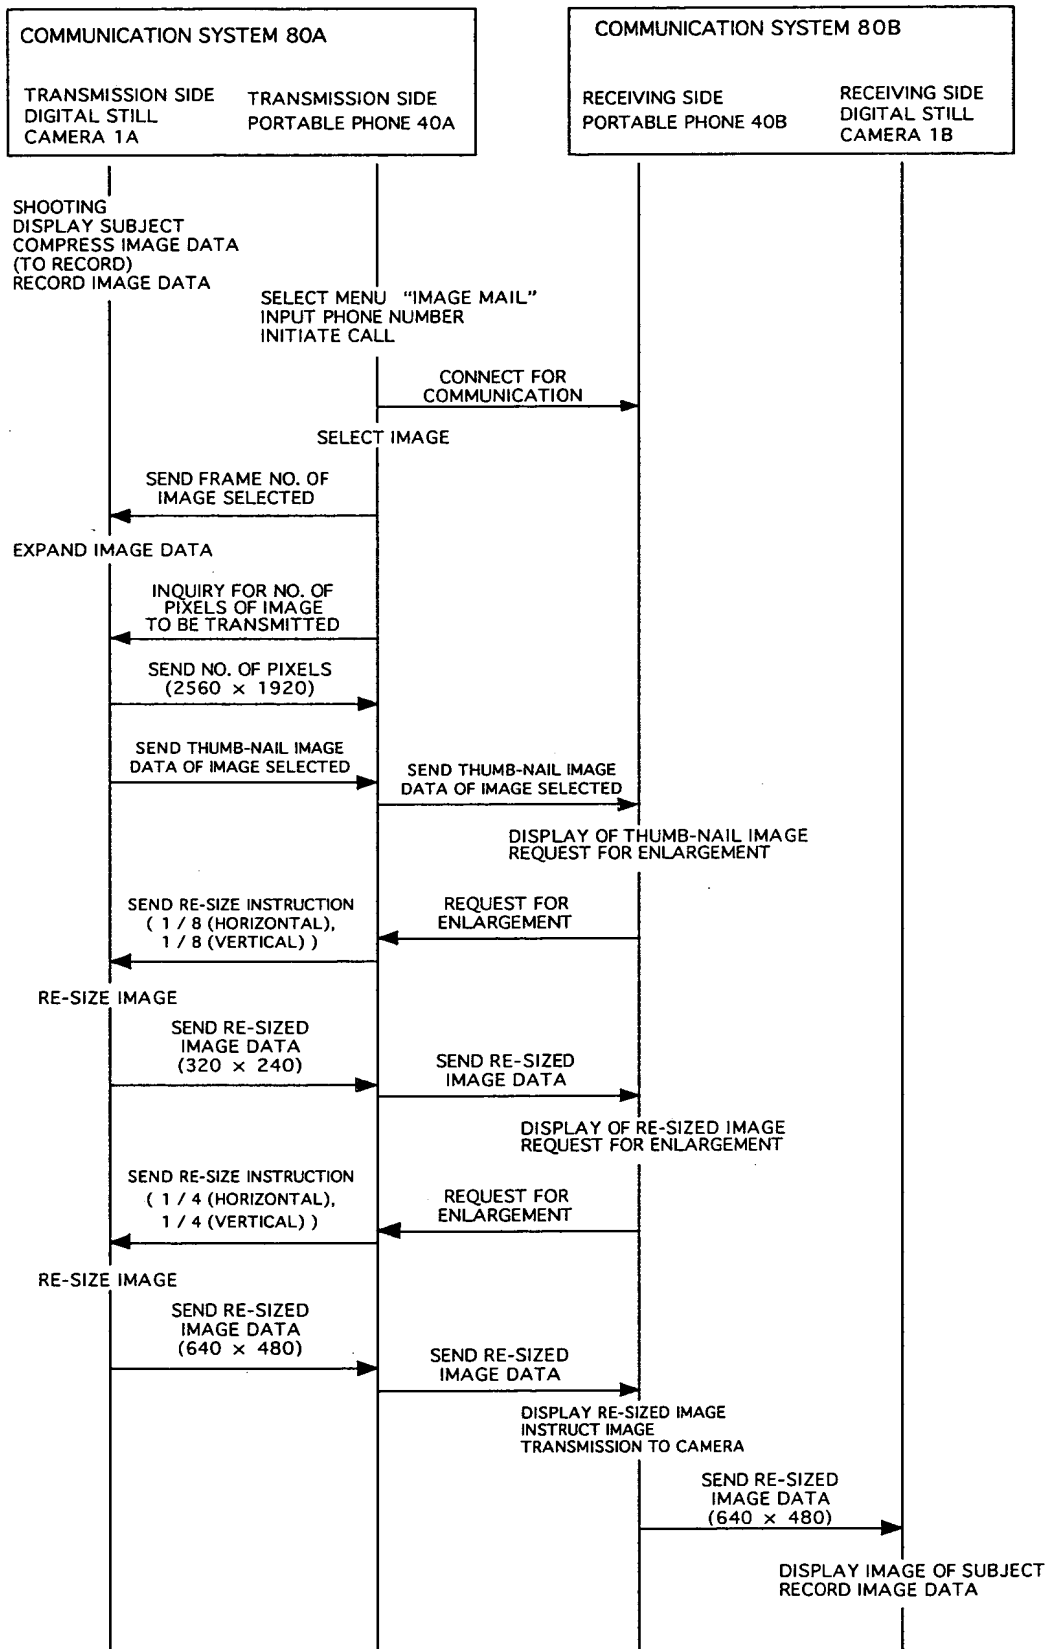 COMMUNICATION SYSTEM 80A
TRANSMISSION SIDE
DIGITAL STILL
CAMERA 1A
TRANSMISSION SIDE
PORTABLE PHONE 40A
COMMUNICATION SYSTEM 80B
RECEIVING SIDE
PORTABLE PHONE 40B
RECEIVING SIDE
DIGITAL STILL
CAMERA 1B
SHOOTING
DISPLAY SUBJECT
COMPRESS IMAGE DATA
(TO RECORD)
RECORD IMAGE DATA
SELECT MENU "IMAGE MAIL"
INPUT PHONE NUMBER
INITIATE CALL
CONNECT FOR
COMMUNICATION
SELECT IMAGE
SEND FRAME NO. OF
IMAGE SELECTED
EXPAND IMAGE DATA
INQUIRY FOR NO. OF
PIXELS OF IMAGE
TO BE TRANSMITTED
SEND NO. OF PIXELS
(2560 × 1920)
SEND THUMB-NAIL IMAGE
DATA OF IMAGE SELECTED
SEND THUMB-NAIL IMAGE
DATA OF IMAGE SELECTED
DISPLAY OF THUMB-NAIL IMAGE
REQUEST FOR ENLARGEMENT
REQUEST FOR
ENLARGEMENT
SEND RE-SIZE INSTRUCTION
( 1 / 8 (HORIZONTAL),
1 / 8 (VERTICAL) )
RE-SIZE IMAGE
SEND RE-SIZED
IMAGE DATA
(320 × 240)
SEND RE-SIZED
IMAGE DATA
DISPLAY OF RE-SIZED IMAGE
REQUEST FOR ENLARGEMENT
REQUEST FOR
ENLARGEMENT
SEND RE-SIZE INSTRUCTION
( 1 / 4 (HORIZONTAL),
1 / 4 (VERTICAL) )
RE-SIZE IMAGE
SEND RE-SIZED
IMAGE DATA
(640 × 480)
SEND RE-SIZED
IMAGE DATA
DISPLAY RE-SIZED IMAGE
INSTRUCT IMAGE
TRANSMISSION TO CAMERA
SEND RE-SIZED
IMAGE DATA
(640 × 480)
DISPLAY IMAGE OF SUBJECT
RECORD IMAGE DATA